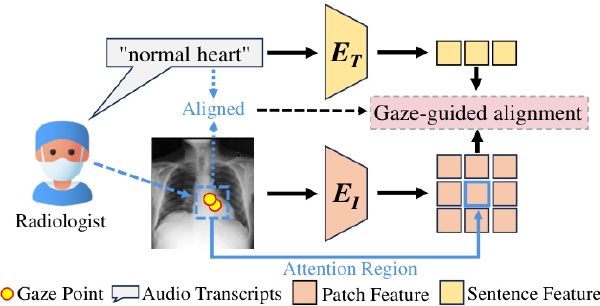 "normal heart"
E_T
Aligned
Gaze-guided alignment
E_I
Radiologist
Attention Region
Gaze Point Audio Transcripts Patch Feature Sentence Feature